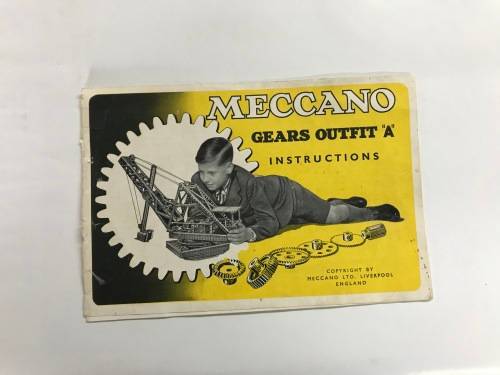 MECCANO
GEARS OUTFIT "A"
INSTRUCTIONS
COPYRIGHT BY
MECCANO LTD. LIVERPOOL
ENGLAND